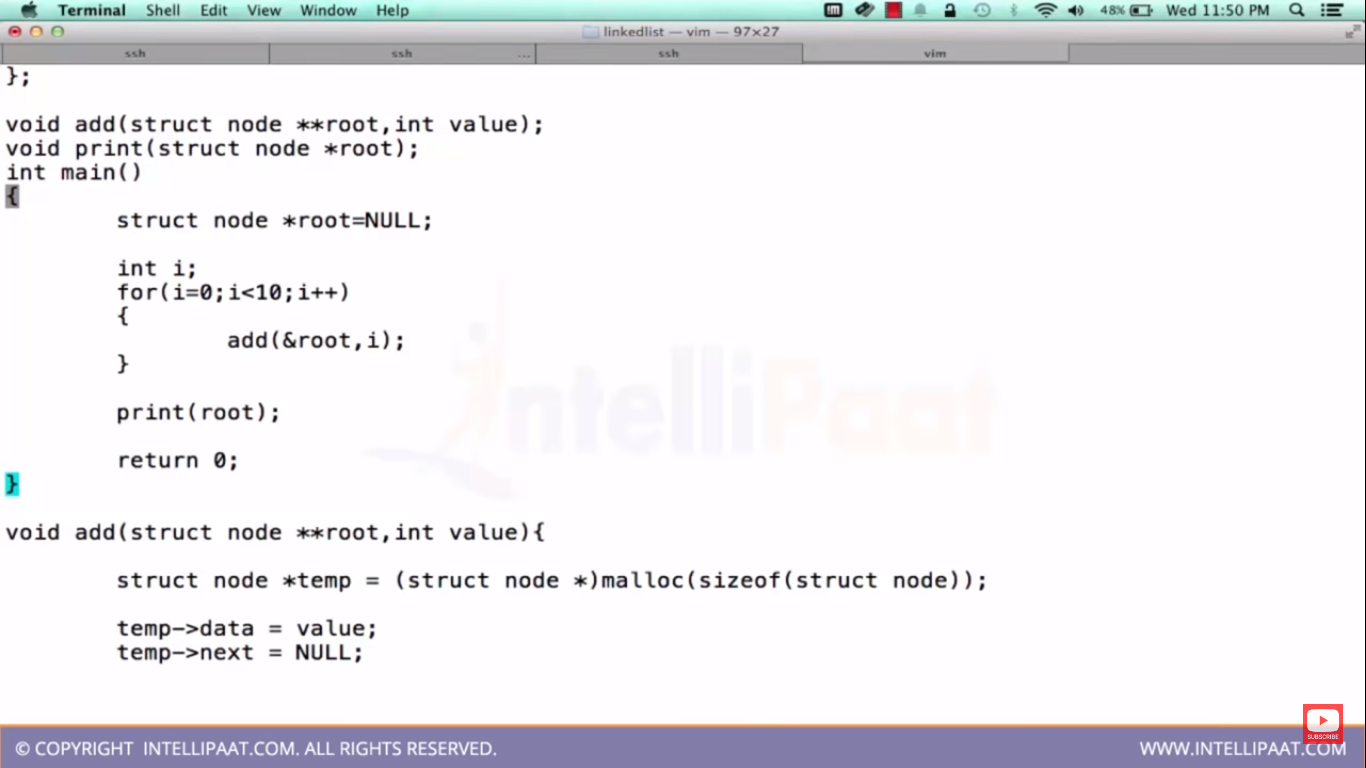 Terminal Shell Edit View Window Help 48% Wed 11:50 PM
linkedlist — vim — 97×27
ssh ssh ... ssh vim
};
void add(struct node **root,int value);
void print(struct node *root);
int main()
{
struct node *root=NULL;
int i;
for(i=0;i<10;i++)
{
add(&root,i);
}
print(root);
return 0;
}
void add(struct node **root,int value){
struct node *temp = (struct node *)malloc(sizeof(struct node));
temp->data = value;
temp->next = NULL;
IntelliPaat
SUBSCRIBE
© COPYRIGHT INTELLIPAAT.COM. ALL RIGHTS RESERVED. WWW.INTELLIPAAT.COM